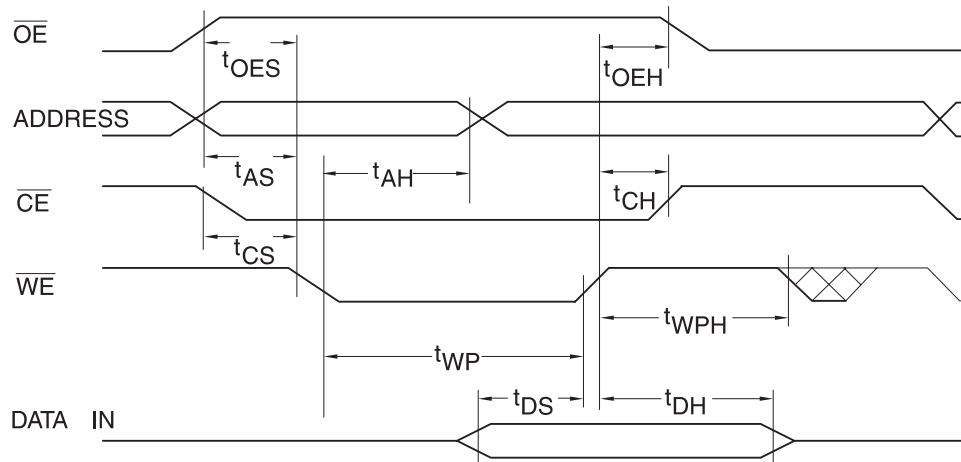 OE
tOES
tOEH
ADDRESS
tAS
tAH
CE
tCH
tCS
WE
tWPH
tWP
tDS
tDH
DATA IN